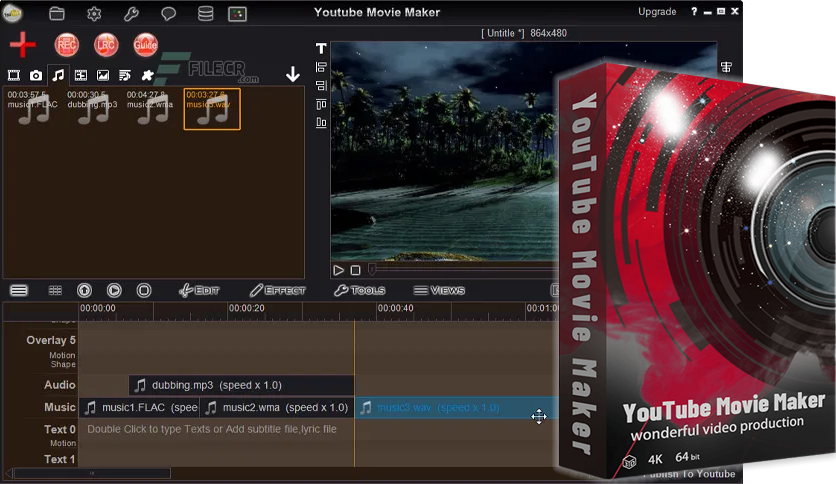 Youtube Movie Maker
Upgrade
?
[ Untitle *] 864x480
REC
LRC
Guide
FILECR
.com
T
00:03:57.5
music1.FLAC
00:00:30.5
dubbing.mp3
00:04:27.8
music2.wma
00:03:27.6
music3.wav
EDIT
EFFECT
TOOLS
VIEWS
00:00:00
00:00:20
00:00:40
00:01:0
Shape
Overlay 5
Motion
Shape
Audio
dubbing.mp3 (speed x 1.0)
Music
music1.FLAC (spee
music2.wma (speed x 1.0)
music3.wav (speed x 1.0)
Text 0
Double Click to type Texts or Add subtitle file,lyric file
Motion
Text 1
Publish To Youtube
YouTube Movie Maker
YouTube Movie Maker
wonderful video production
4K 64 bit